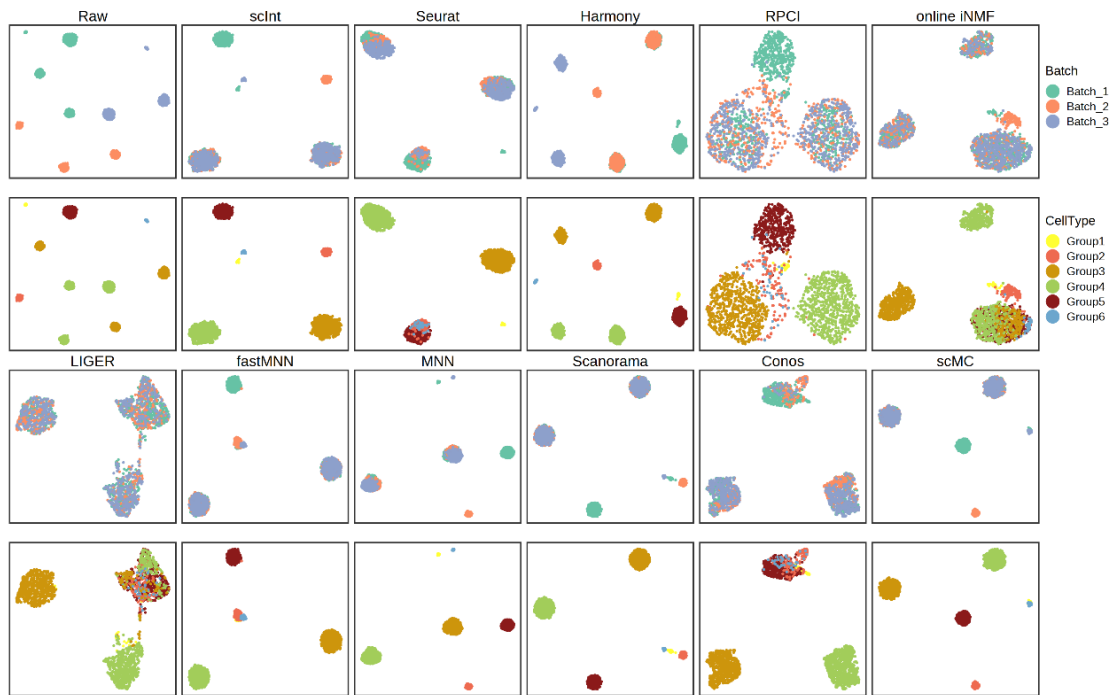 Raw scInt Seurat Harmony RPCI online iNMF
Batch
Batch_1
Batch_2
Batch_3
CellType
Group1
Group2
Group3
Group4
Group5
Group6
LIGER fastMNN MNN Scanorama Conos scMC